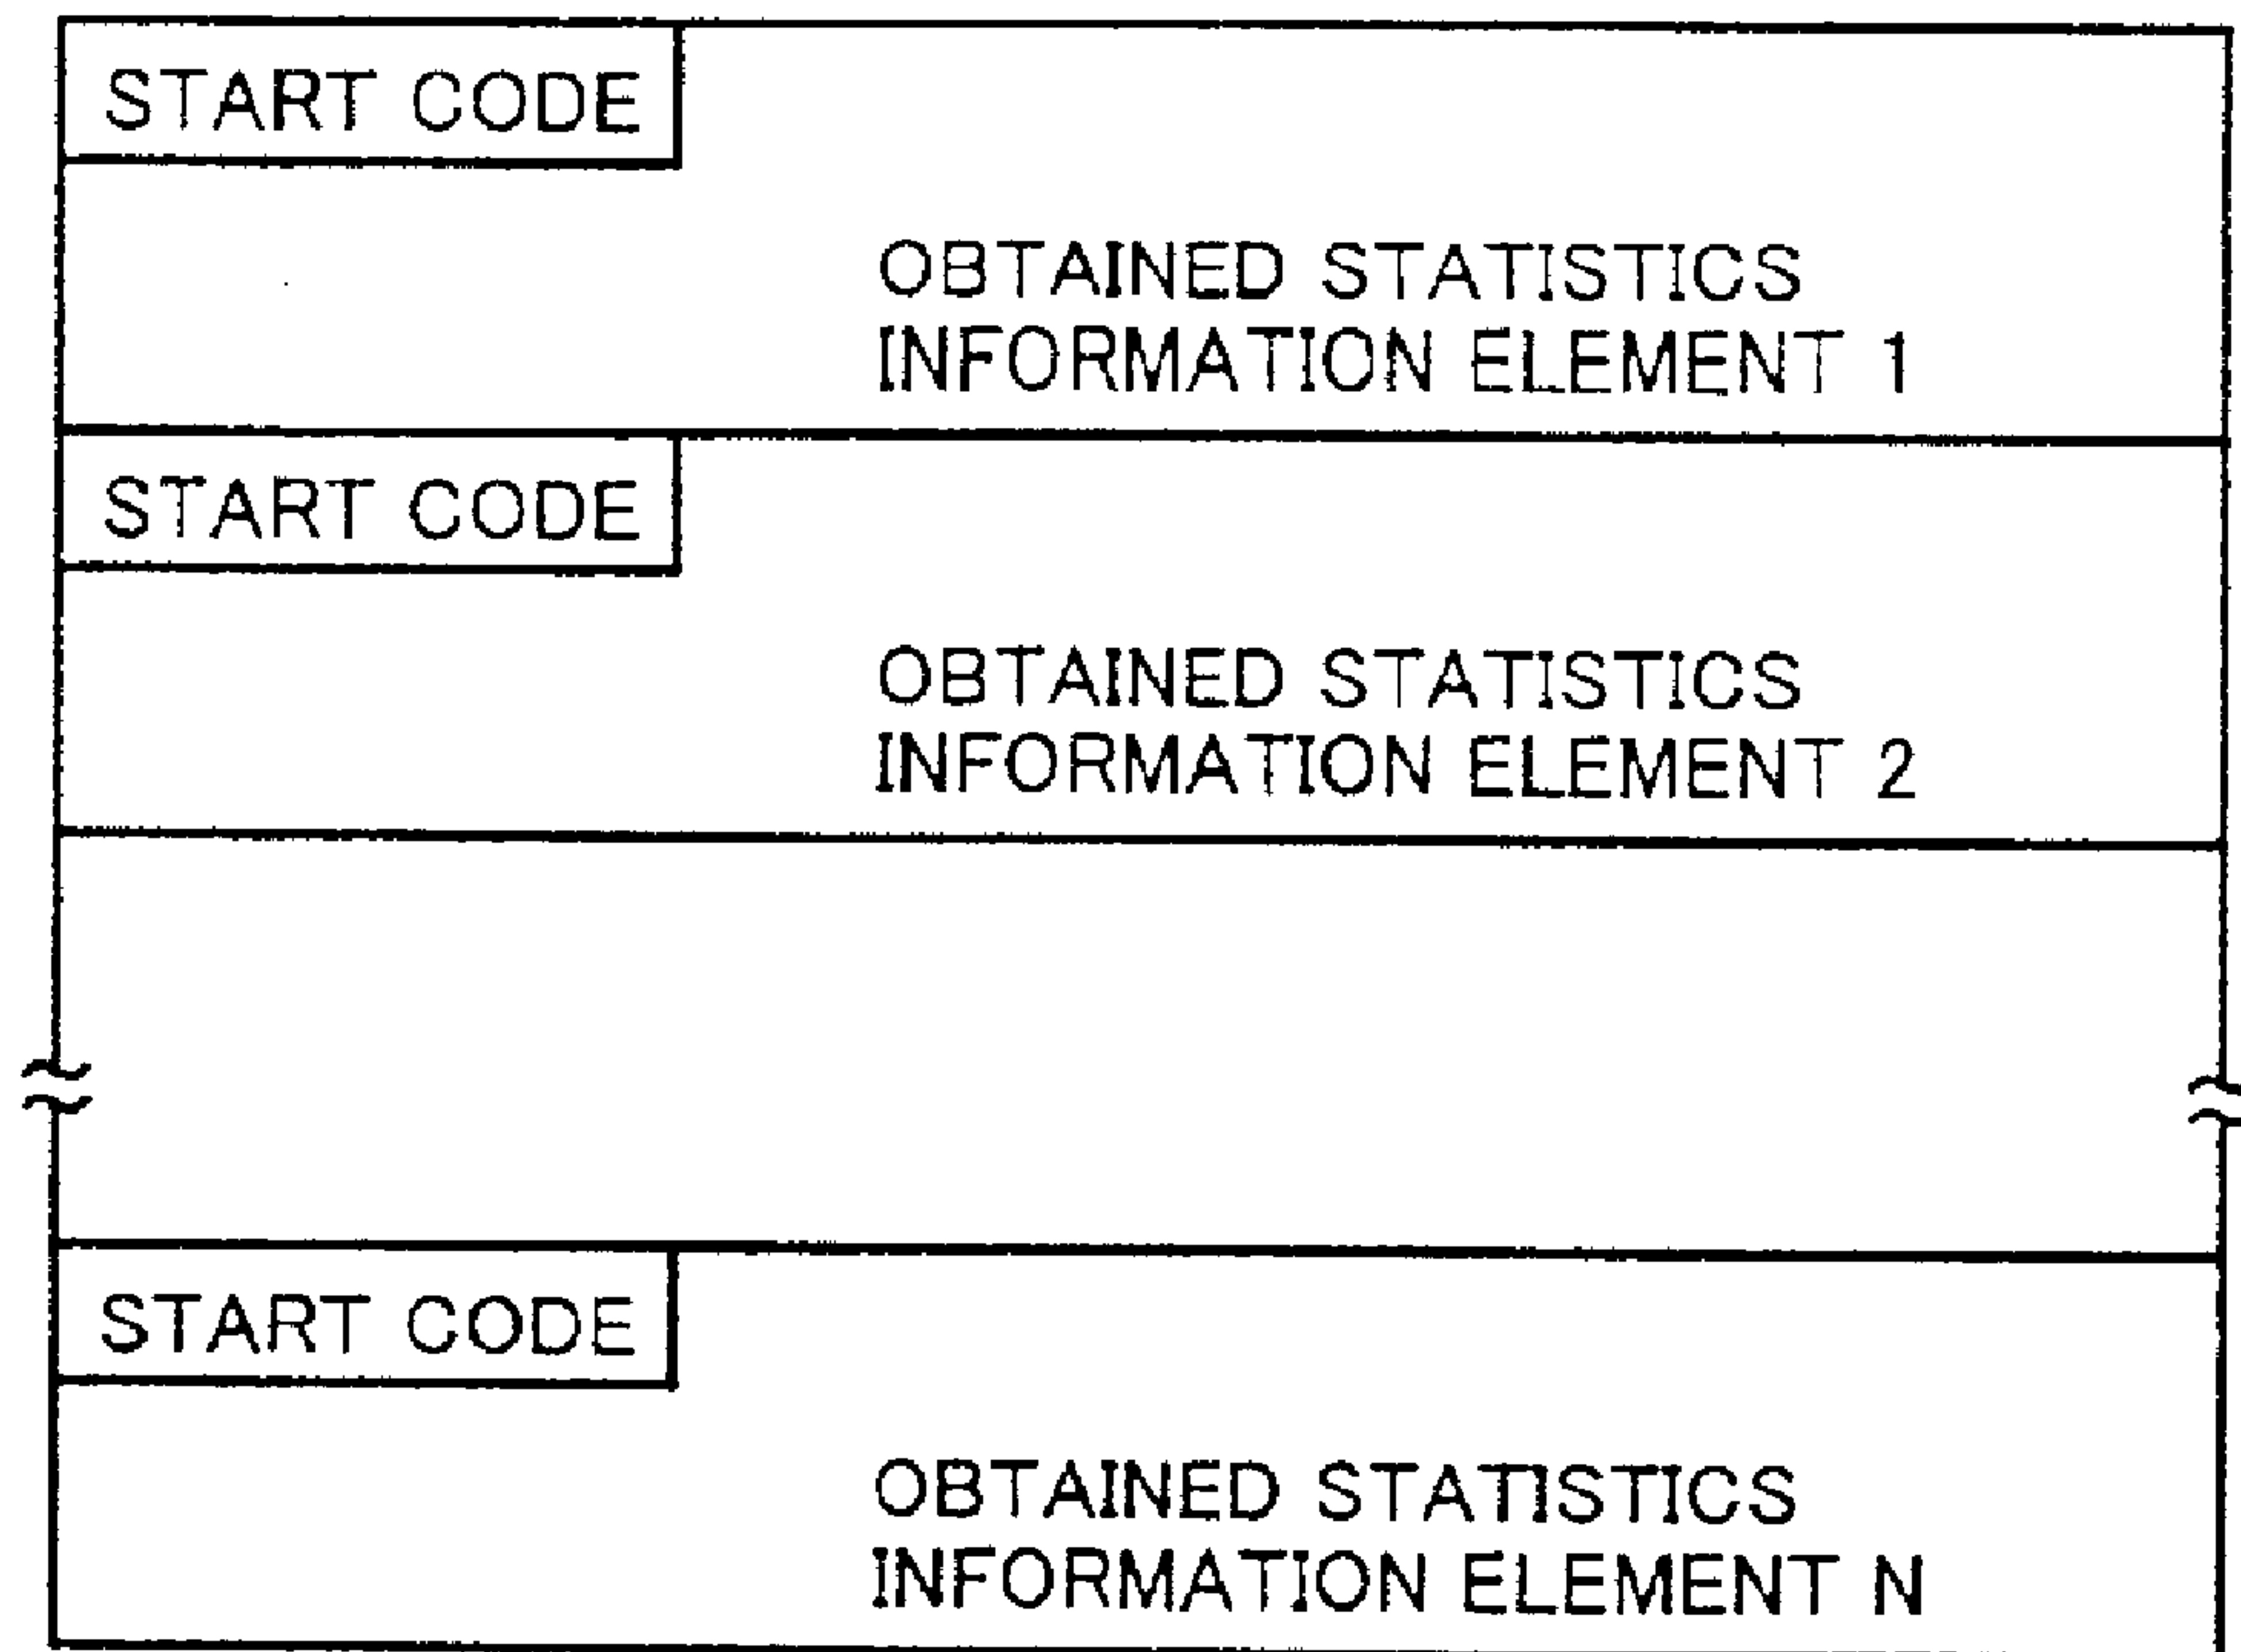 START CODE
OBTAINED STATISTICS
INFORMATION ELEMENT 1
START CODE
OBTAINED STATISTICS
INFORMATION ELEMENT 2
START CODE
OBTAINED STATISTICS
INFORMATION ELEMENT N